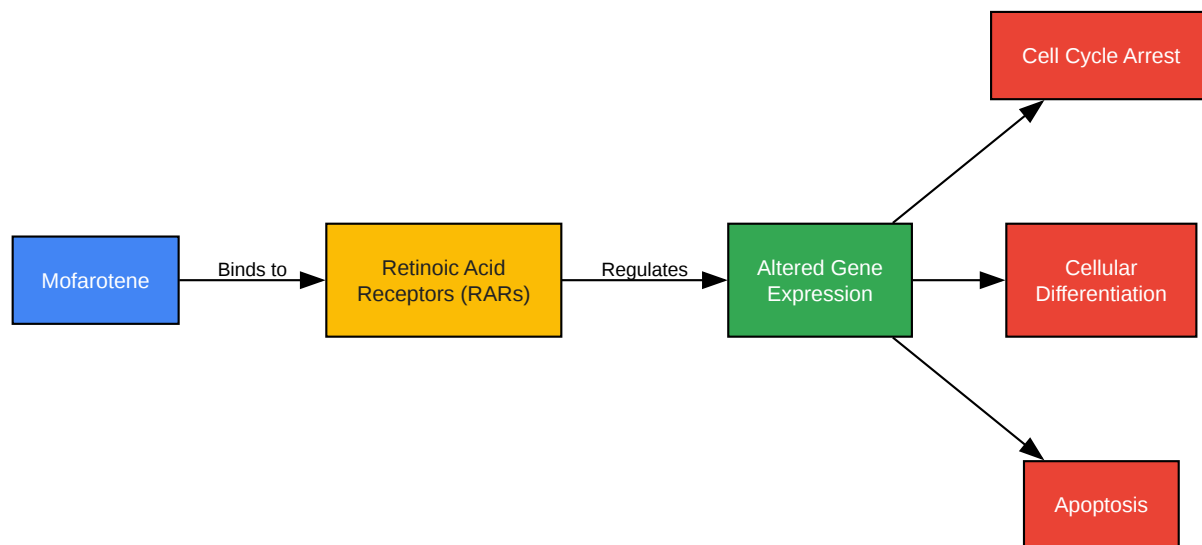 Cell Cycle Arrest
Mofarotene
Binds to
Retinoic Acid
Receptors (RARs)
Regulates
Altered Gene
Expression
Cellular
Differentiation
Apoptosis